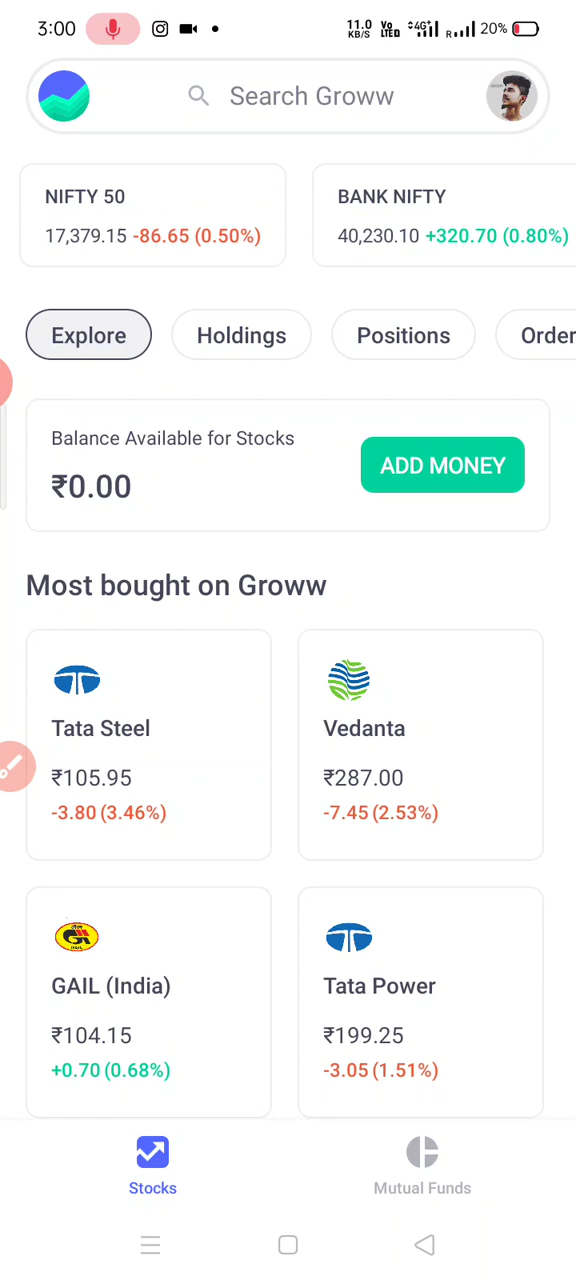 3:00 11.0 KB/S Vo LTE 4G+ R 20%
Search Groww
NIFTY 50 BANK NIFTY
17,379.15 -86.65 (0.50%) 40,230.10 +320.70 (0.80%)
Explore Holdings Positions Order
Balance Available for Stocks
₹0.00 ADD MONEY
Most bought on Groww
Tata Steel Vedanta
₹105.95 ₹287.00
-3.80 (3.46%) -7.45 (2.53%)
GAIL (India) Tata Power
₹104.15 ₹199.25
+0.70 (0.68%) -3.05 (1.51%)
Stocks Mutual Funds